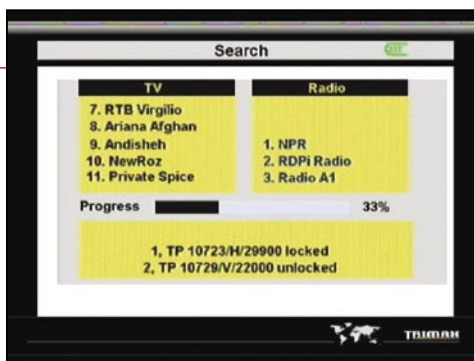 Search
TV
7. RTB Virgilio
8. Ariana Afghan
9. Andisheh
10. NewRoz
11. Private Spice
Radio
1. NPR
2. RDPi Radio
3. Radio A1
Progress
33%
1, TP 10723/H/29900 locked
2, TP 10729/V/22000 unlocked
TRIMAX